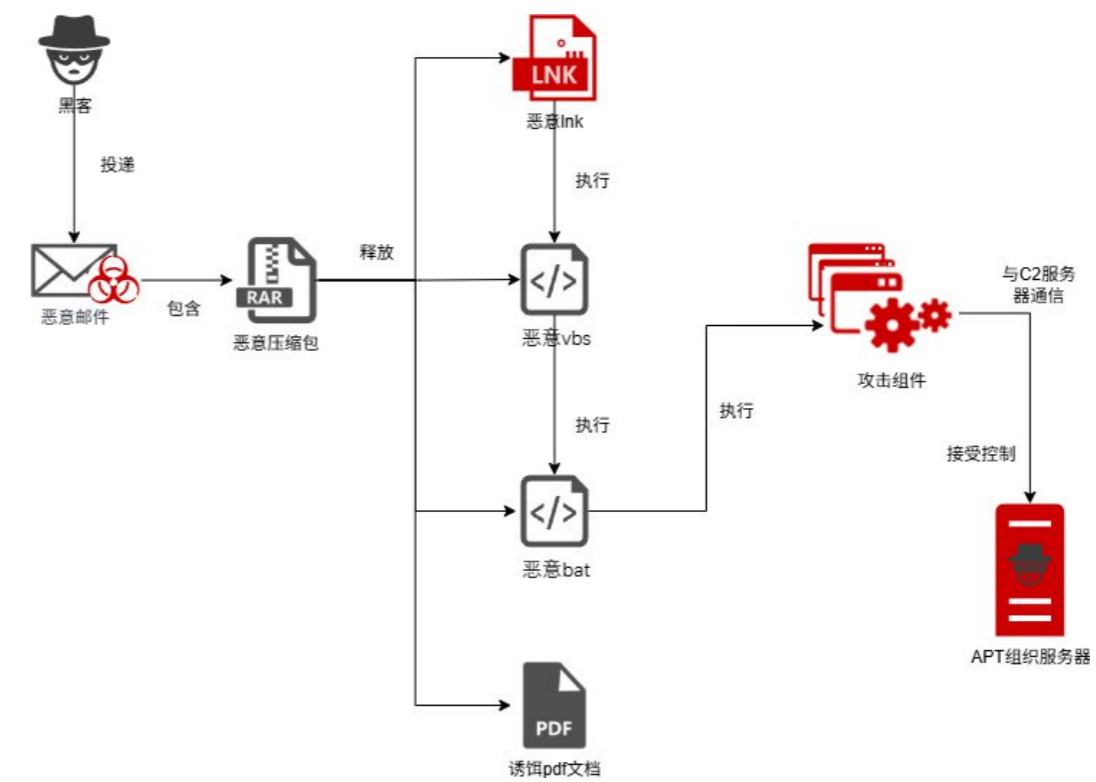 黑客
投递
恶意邮件
包含
RAR
恶意压缩包
释放
LNK
恶意lnk
执行
</>
恶意vbs
执行
</>
恶意bat
PDF
诱饵pdf文档
执行
攻击组件
与C2服务
器通信
接受控制
APT组织服务器